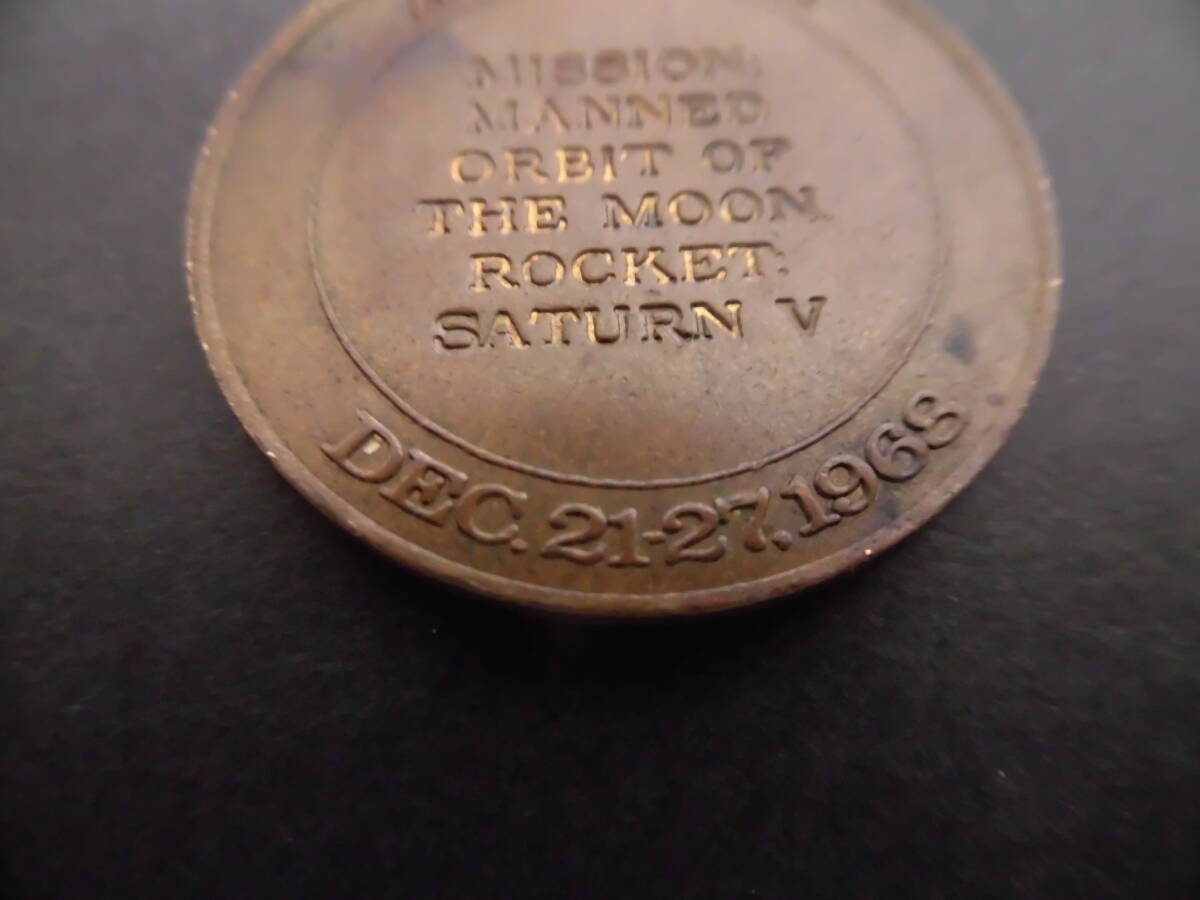 MISSION:
MANNED
ORBIT OF
THE MOON
ROCKET:
SATURN V
DEC. 21-27, 1968